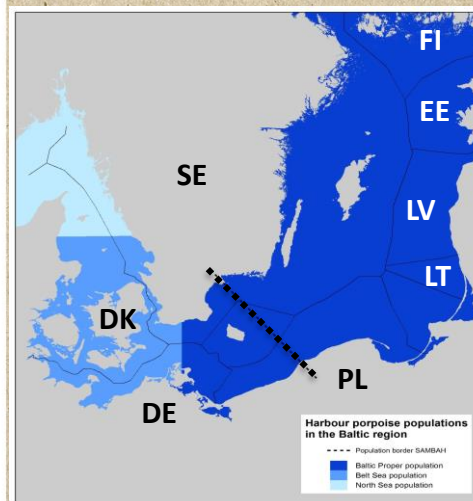 FI
EE
SE
LV
LT
DK
PL
DE
Harbour porpoise populations
in the Baltic region
Population border SAMBAH
Baltic Proper population
Belt Sea population
North Sea population